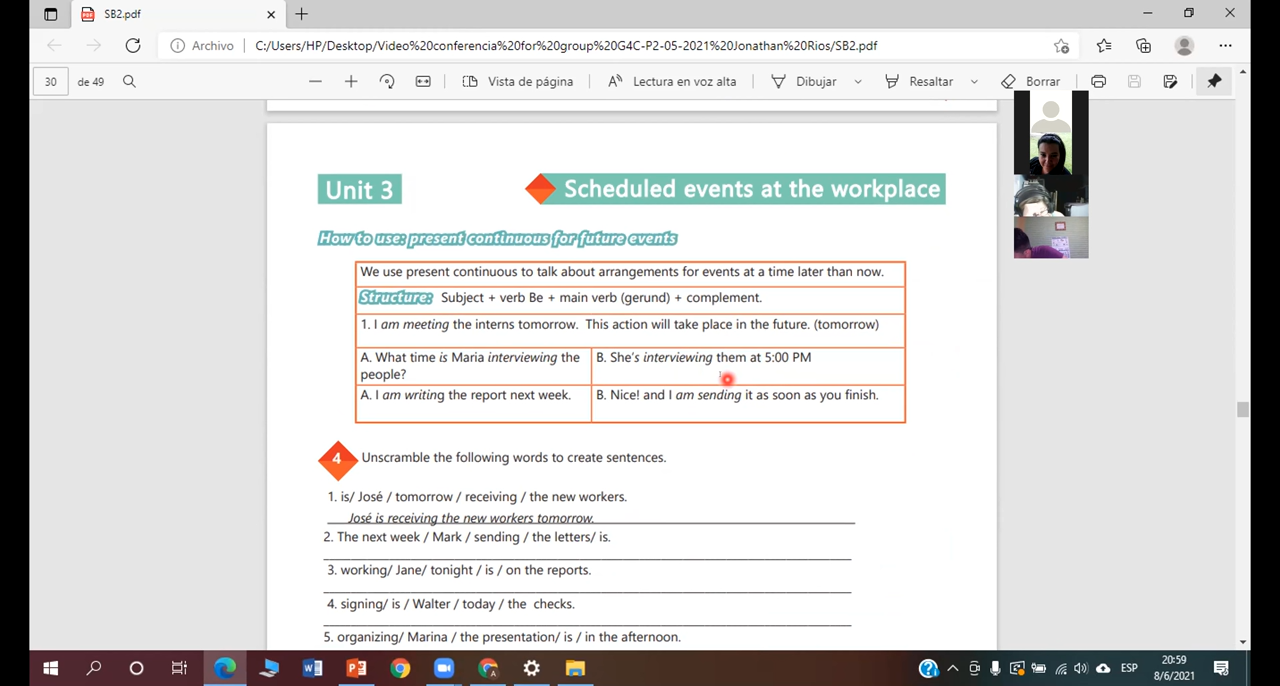 SB2.pdf
Archivo
C:/Users/HP/Desktop/Video%20conferencia%20for%20group%20G4C-P2-05-2021%20Jonathan%20Rios/SB2.pdf
30 de 49
Vista de página
Lectura en voz alta
Dibujar
Resaltar
Borrar
Unit 3
Scheduled events at the workplace
How to use: present continuous for future events
We use present continuous to talk about arrangements for events at a time later than now.
Structure: Subject + verb Be + main verb (gerund) + complement.
1. I am meeting the interns tomorrow. This action will take place in the future. (tomorrow)
A. What time is Maria interviewing the
people?
B. She's interviewing them at 5:00 PM
A. I am writing the report next week.
B. Nice! and I am sending it as soon as you finish.
4
Unscramble the following words to create sentences.
1. is/ José / tomorrow / receiving / the new workers.
José is receiving the new workers tomorrow.
2. The next week / Mark / sending / the letters/ is.
3. working/ Jane/ tonight / is / on the reports.
4. signing/ is / Walter / today / the checks.
5. organizing/ Marina / the presentation/ is / in the afternoon.
ESP
20:59
8/6/2021